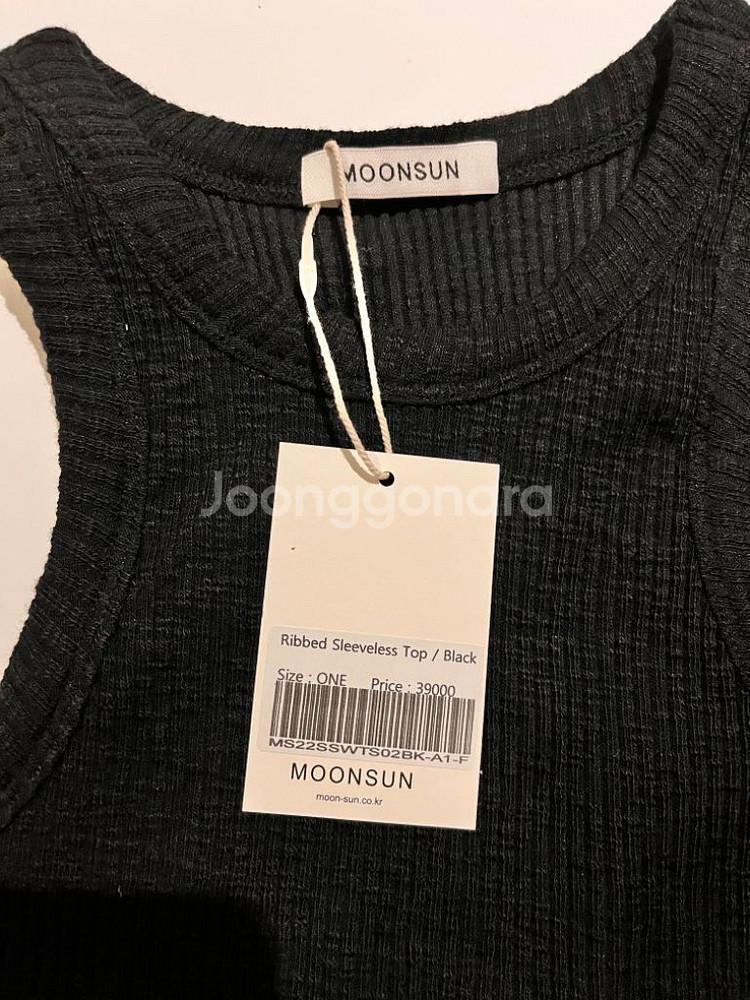 MOONSUN
Joonggonara
Ribbed Sleeveless Top / Black
Size : ONE Price : 39000
MS22SSWTS02BK-A1-F
MOONSUN
moon-sun.co.kr